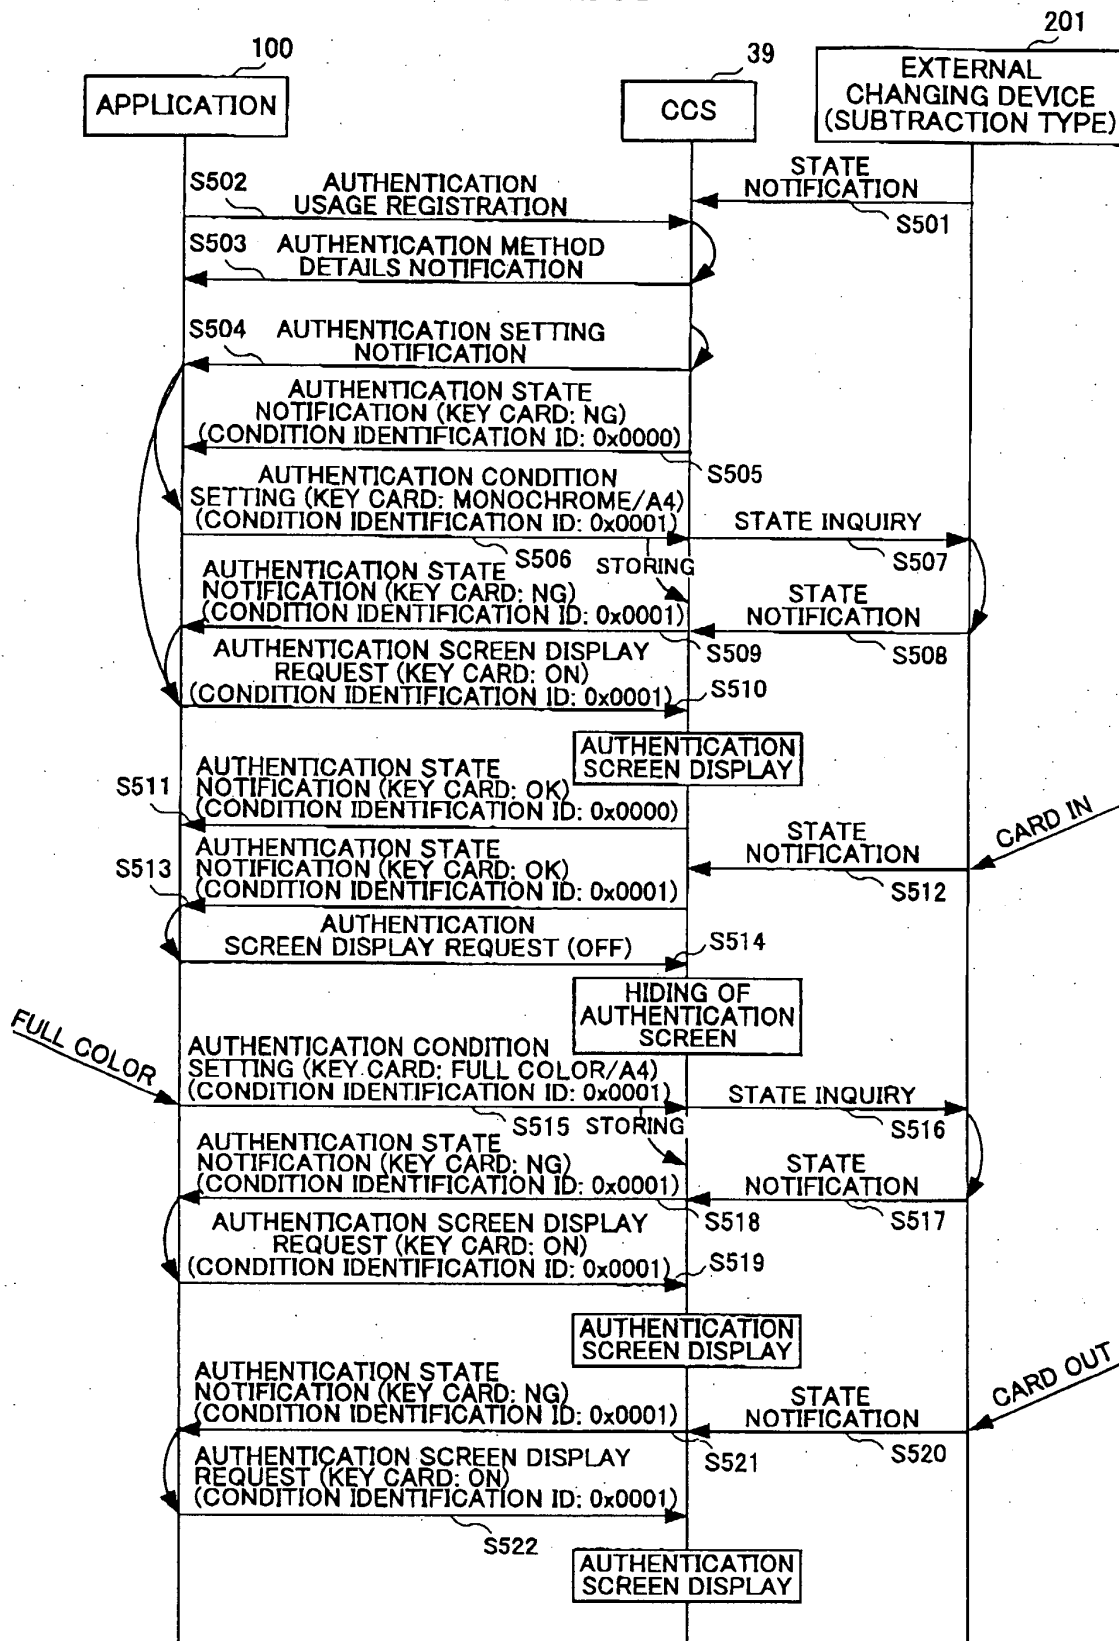 100
39
201
APPLICATION
CCS
EXTERNAL
CHANGING DEVICE
(SUBTRACTION TYPE)
STATE
NOTIFICATION
S501
S502
AUTHENTICATION
USAGE REGISTRATION
S503
AUTHENTICATION METHOD
DETAILS NOTIFICATION
S504
AUTHENTICATION SETTING
NOTIFICATION
AUTHENTICATION STATE
NOTIFICATION (KEY CARD: NG)
(CONDITION IDENTIFICATION ID: 0x0000)
S505
AUTHENTICATION CONDITION
SETTING (KEY CARD: MONOCHROME/A4)
(CONDITION IDENTIFICATION ID: 0x0001)
S506
STORING
STATE INQUIRY
S507
STATE
NOTIFICATION
S508
AUTHENTICATION STATE
NOTIFICATION (KEY CARD: NG)
(CONDITION IDENTIFICATION ID: 0x0001)
S509
AUTHENTICATION SCREEN DISPLAY
REQUEST (KEY CARD: ON)
(CONDITION IDENTIFICATION ID: 0x0001)
S510
AUTHENTICATION
SCREEN DISPLAY
S511
AUTHENTICATION STATE
NOTIFICATION (KEY CARD: OK)
(CONDITION IDENTIFICATION ID: 0x0000)
CARD IN
STATE
NOTIFICATION
S512
S513
AUTHENTICATION STATE
NOTIFICATION (KEY CARD: OK)
(CONDITION IDENTIFICATION ID: 0x0001)
AUTHENTICATION
SCREEN DISPLAY REQUEST (OFF)
S514
HIDING OF
AUTHENTICATION
SCREEN
FULL COLOR
AUTHENTICATION CONDITION
SETTING (KEY CARD: FULL COLOR/A4)
(CONDITION IDENTIFICATION ID: 0x0001)
S515
STORING
STATE INQUIRY
S516
STATE
NOTIFICATION
S517
AUTHENTICATION STATE
NOTIFICATION (KEY CARD: NG)
(CONDITION IDENTIFICATION ID: 0x0001)
S518
AUTHENTICATION SCREEN DISPLAY
REQUEST (KEY CARD: ON)
(CONDITION IDENTIFICATION ID: 0x0001)
S519
AUTHENTICATION
SCREEN DISPLAY
CARD OUT
STATE
NOTIFICATION
S520
AUTHENTICATION STATE
NOTIFICATION (KEY CARD: NG)
(CONDITION IDENTIFICATION ID: 0x0001)
S521
AUTHENTICATION SCREEN DISPLAY
REQUEST (KEY CARD: ON)
(CONDITION IDENTIFICATION ID: 0x0001)
S522
AUTHENTICATION
SCREEN DISPLAY